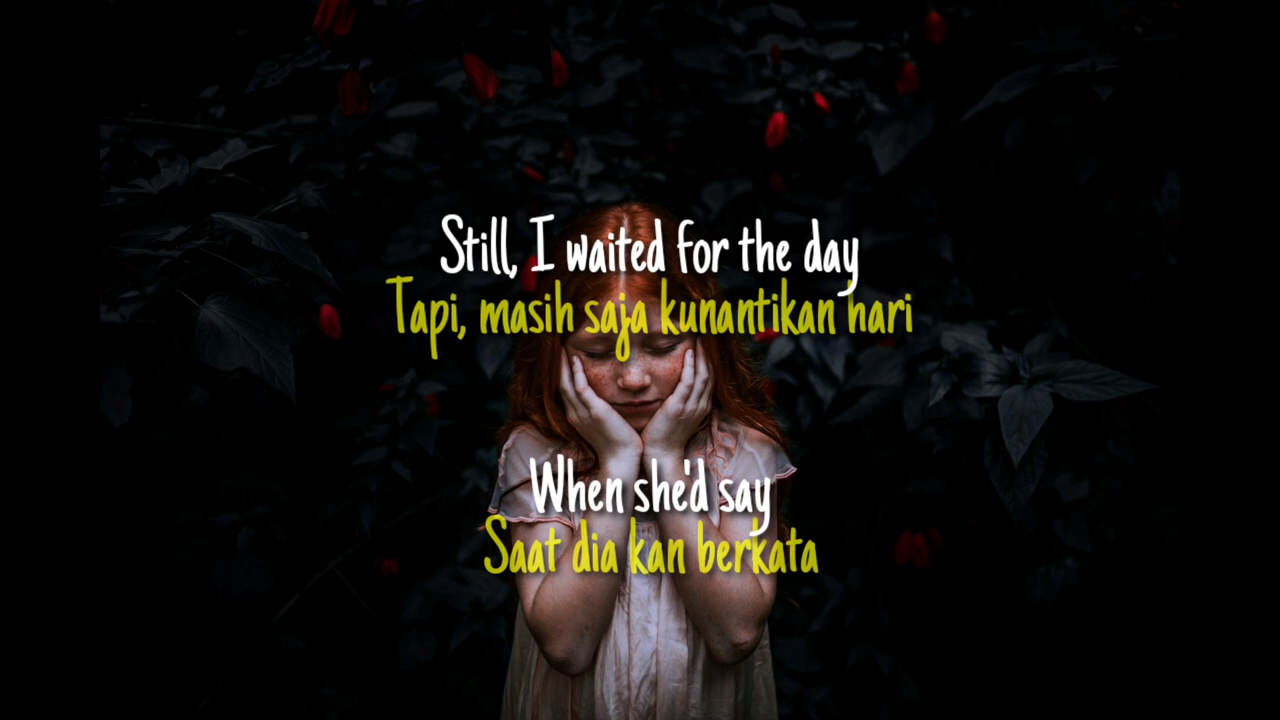 Still, I waited for the day
Tapi, masih saja kunantikan hari
When she'd say
Saat dia kan berkata